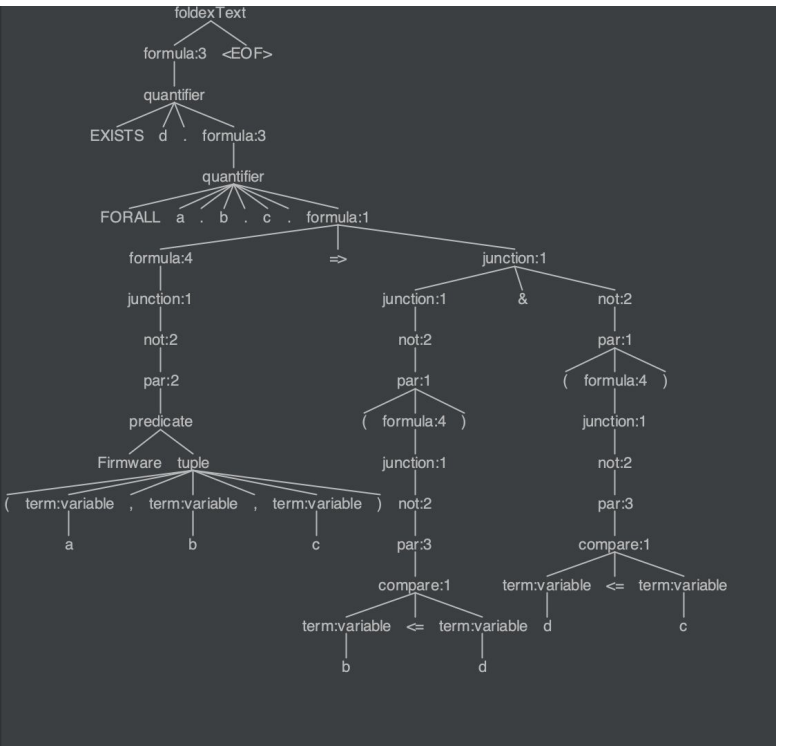 foldexText
formula:3 <EOF>
quantifier
EXISTS d . formula:3
quantifier
FORALL a . b . c . formula:1
formula:4 => junction:1
junction:1 junction:1 & not:2
not:2 not:2 par:1
par:2 par:1 ( formula:4 )
predicate ( formula:4 ) junction:1
Firmware tuple junction:1 not:2
( term:variable , term:variable , term:variable ) not:2 par:3
a b c par:3 compare:1
compare:1 term:variable <= term:variable
term:variable <= term:variable d c
b d